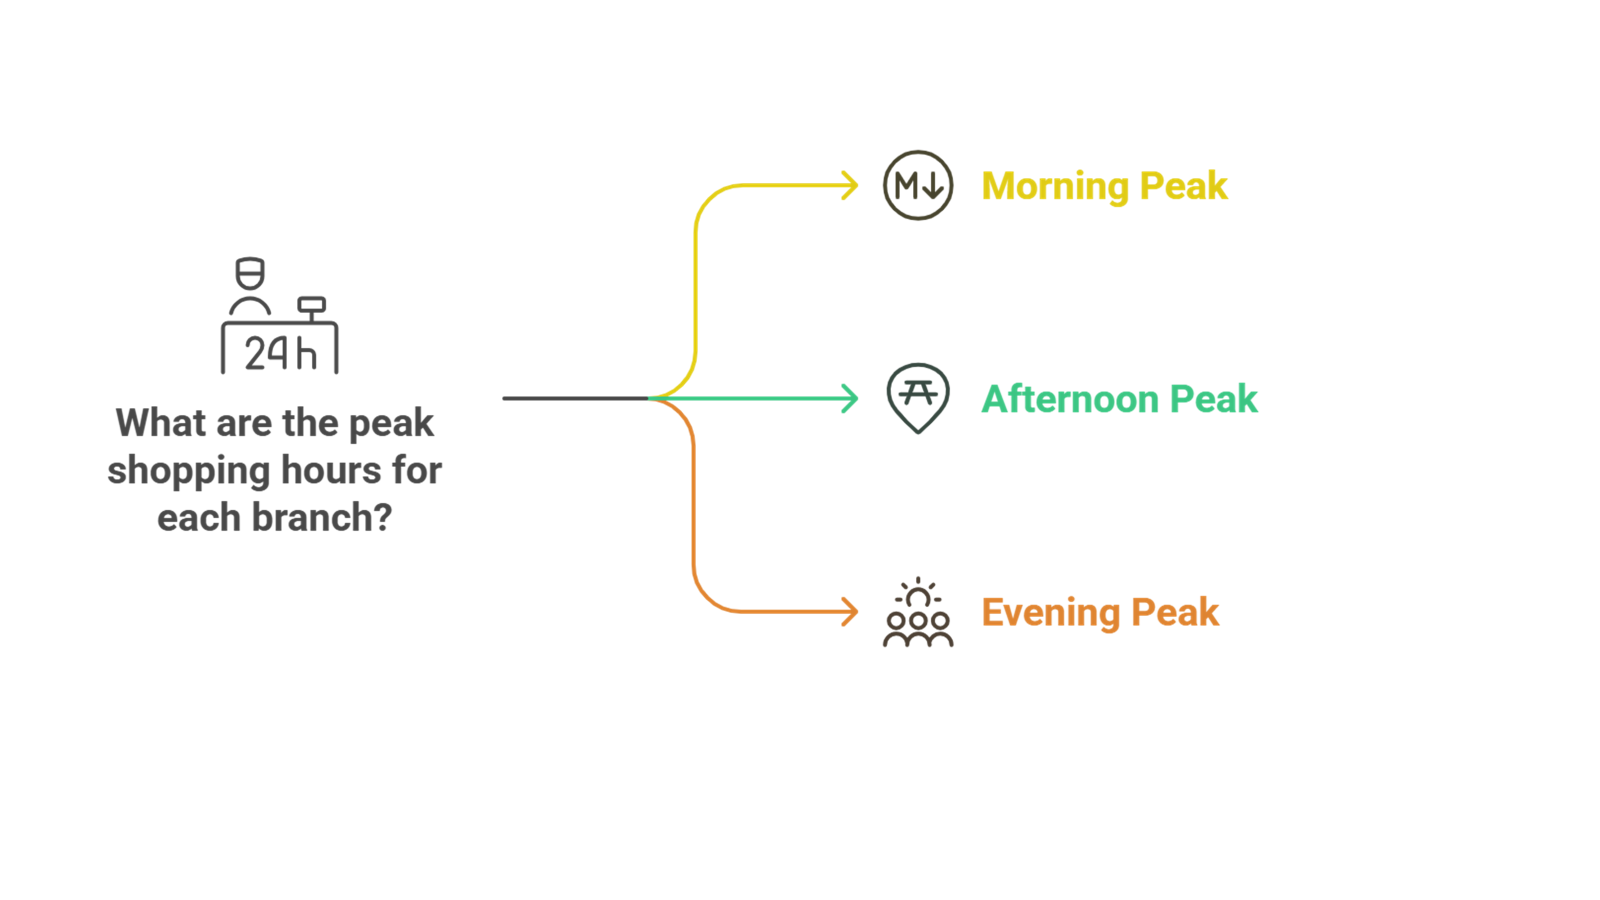 24h
What are the peak
shopping hours for
each branch?
M↓
Morning Peak
Afternoon Peak
Evening Peak